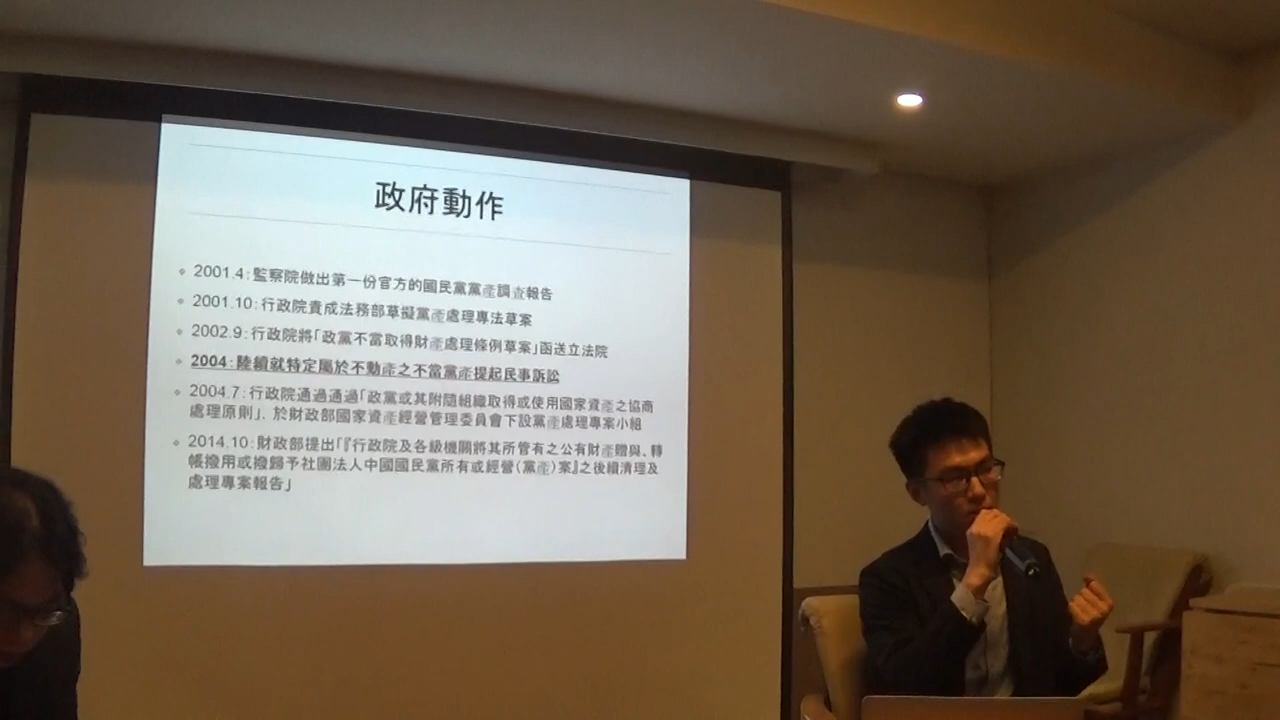 政府動作
2001.4：監察院做出第一份官方的國民黨黨產調查報告
2001.10：行政院責成法務部草擬黨產處理專法草案
2002.9：行政院將「政黨不當取得財產處理條例草案」函送立法院
2004：陸續就特定屬於不動產之不當黨產提起民事訴訟
2004.7：行政院通過通過「政黨或其附隨組織取得或使用國家資產之協商
處理原則」、於財政部國家資產經營管理委員會下設黨產處理專案小組
2014.10：財政部提出「『行政院及各級機關將其所管有之公有財產贈與、轉
帳撥用或撥歸予社團法人中國國民黨所有或經營（黨產）案』之後續清理及
處理專案報告」